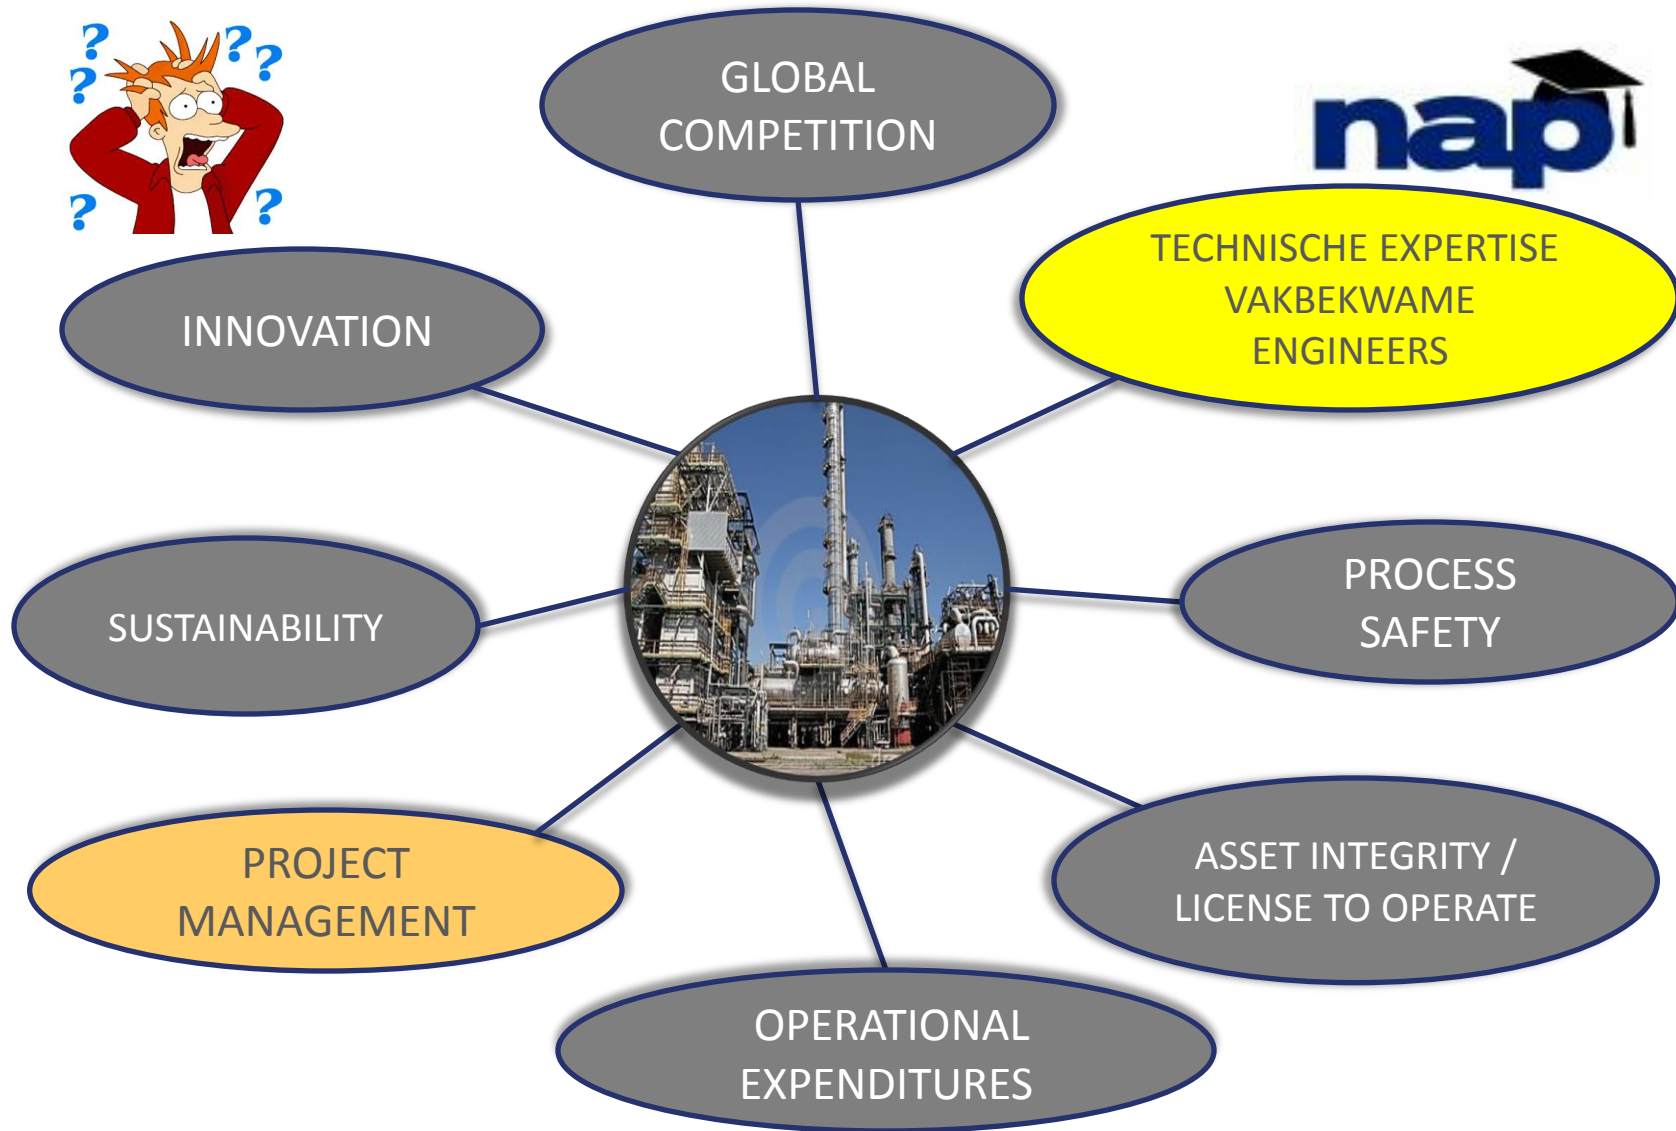 ? ? ?
? ?
? ?
GLOBAL
COMPETITION
nap
TECHNISCHE EXPERTISE
VAKBEKWAME
ENGINEERS
INNOVATION
PROCESS
SAFETY
SUSTAINABILITY
ASSET INTEGRITY /
LICENSE TO OPERATE
PROJECT
MANAGEMENT
OPERATIONAL
EXPENDITURES